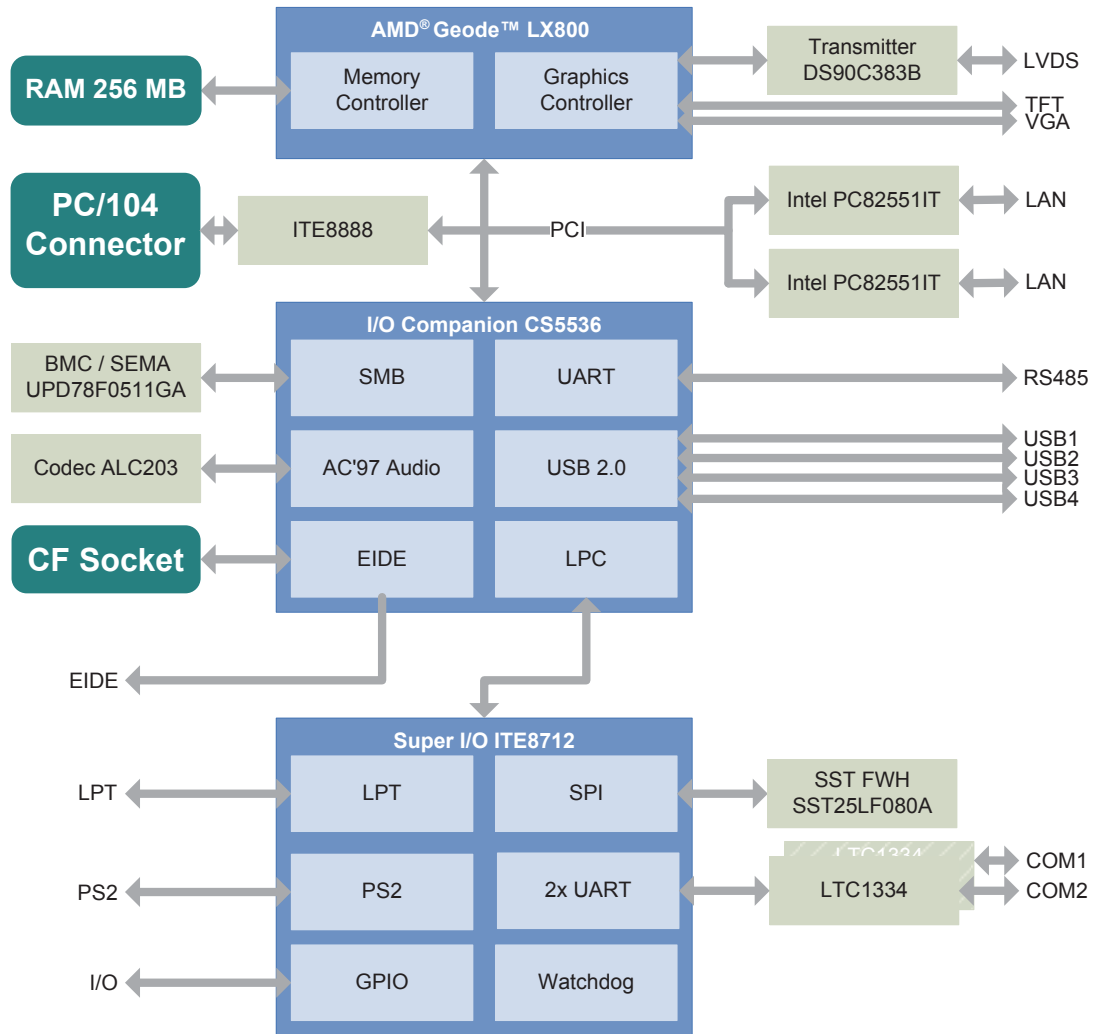 AMD® Geode™ LX800
Memory
Controller
Graphics
Controller
RAM 256 MB
Transmitter
DS90C383B
LVDS
TFT
VGA
PC/104
Connector
ITE8888
PCI
Intel PC82551IT
LAN
Intel PC82551IT
LAN
I/O Companion CS5536
BMC / SEMA
UPD78F0511GA
SMB
UART
RS485
Codec ALC203
AC'97 Audio
USB 2.0
USB1
USB2
USB3
USB4
CF Socket
EIDE
LPC
EIDE
Super I/O ITE8712
LPT
LPT
SPI
SST FWH
SST25LF080A
PS2
PS2
2x UART
LTC1334
LTC1334
COM1
COM2
I/O
GPIO
Watchdog